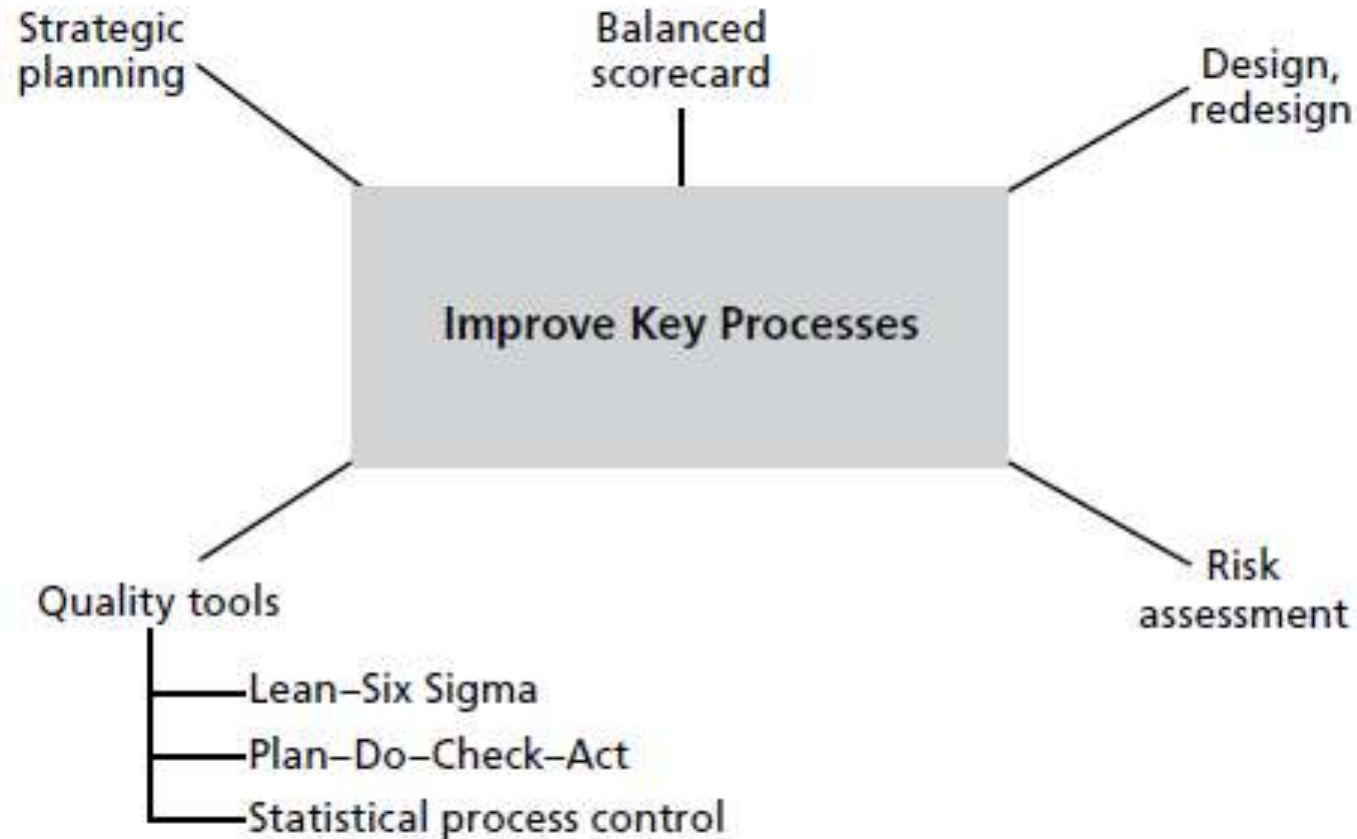 Strategic
planning
Balanced
scorecard
Design,
redesign
Improve Key Processes
Quality tools
Lean–Six Sigma
Plan–Do–Check–Act
Statistical process control
Risk
assessment